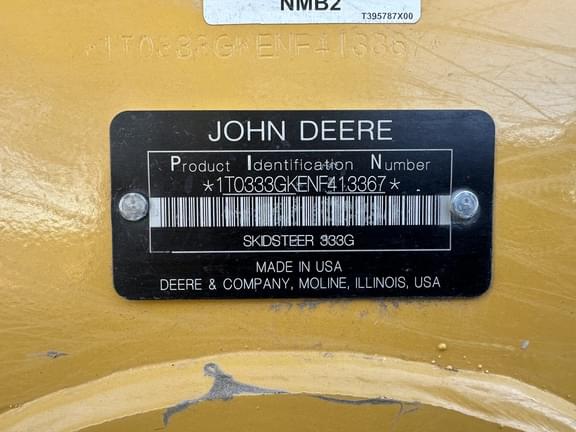 NMB2
T395787X00
*1T0333GKENF413367*
JOHN DEERE
Product Identification Number
*1T0333GKENF413367*
SKIDSTEER 333G
MADE IN USA
DEERE & COMPANY, MOLINE, ILLINOIS, USA